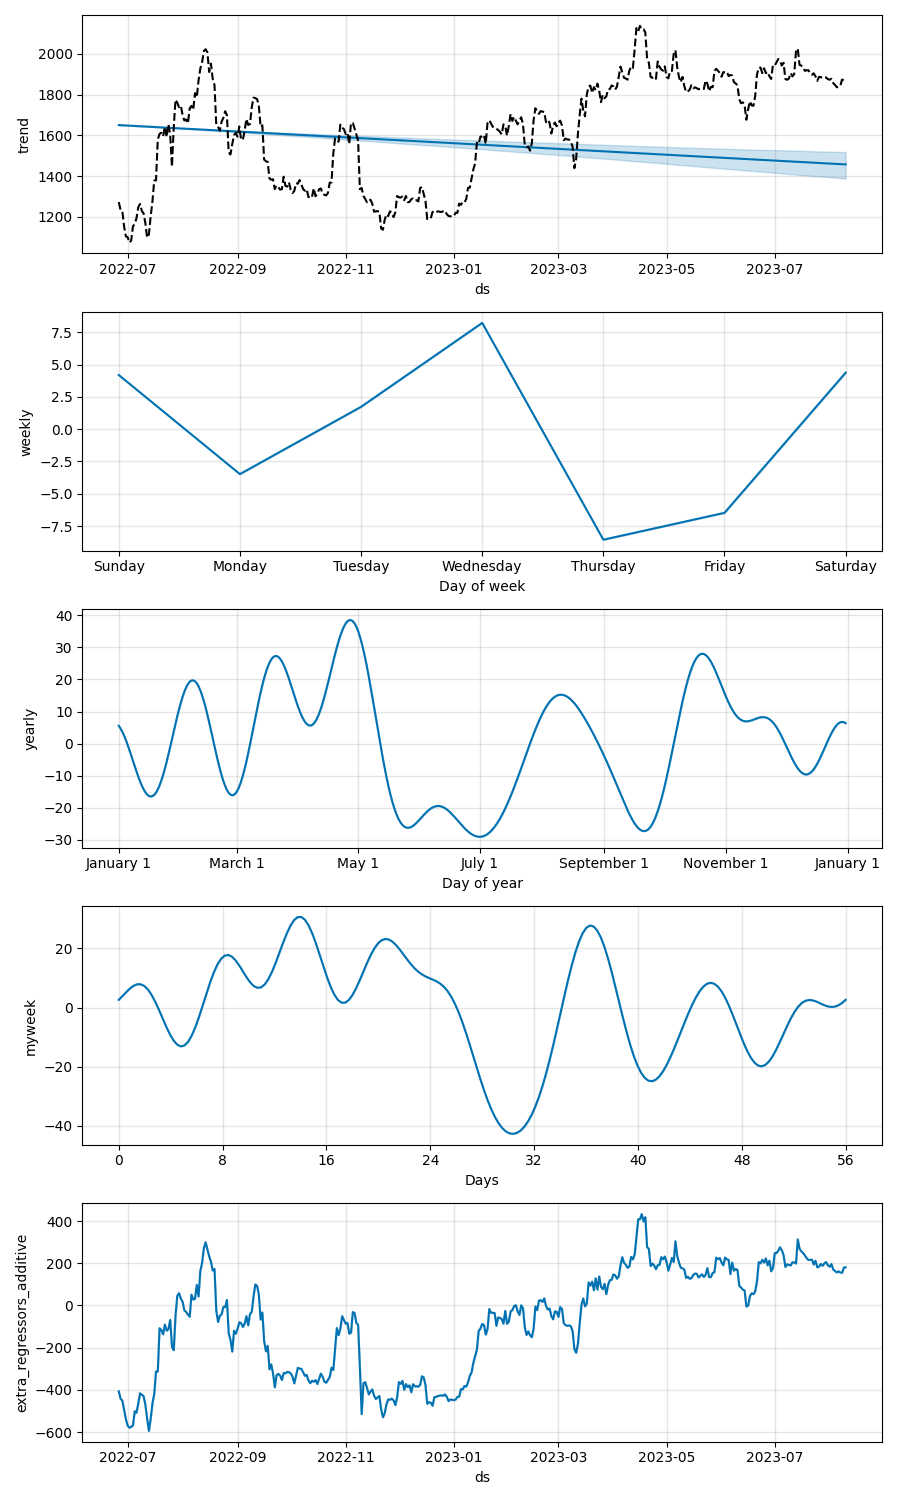 2000
1800
1600
1400
1200
trend
2022-07 2022-09 2022-11 2023-01 2023-03 2023-05 2023-07
ds
7.5
5.0
2.5
0.0
−2.5
−5.0
−7.5
weekly
Sunday Monday Tuesday Wednesday Thursday Friday Saturday
Day of week
40
30
20
10
0
−10
−20
−30
yearly
January 1 March 1 May 1 July 1 September 1 November 1 January 1
Day of year
20
0
−20
−40
myweek
0 8 16 24 32 40 48 56
Days
400
200
0
−200
−400
−600
extra_regressors_additive
2022-07 2022-09 2022-11 2023-01 2023-03 2023-05 2023-07
ds